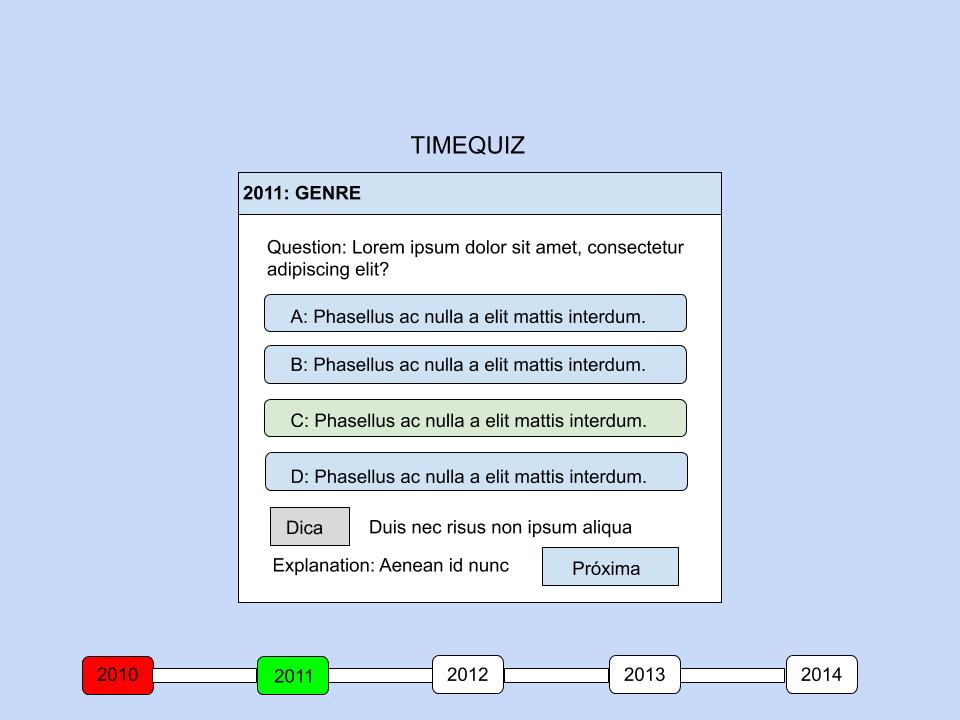 TIMEQUIZ
2011: GENRE
Question: Lorem ipsum dolor sit amet, consectetur
adipiscing elit?
A: Phasellus ac nulla a elit mattis interdum.
B: Phasellus ac nulla a elit mattis interdum.
C: Phasellus ac nulla a elit mattis interdum.
D: Phasellus ac nulla a elit mattis interdum.
Dica Duis nec risus non ipsum aliqua
Explanation: Aenean id nunc Próxima
2010 2011 2012 2013 2014